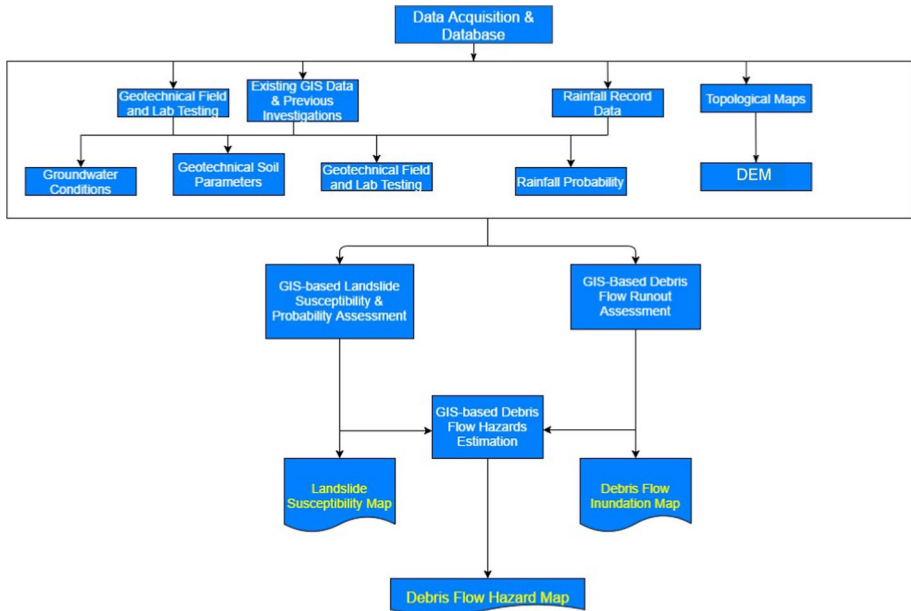 Data Acquisition &
Database
Geotechnical Field
and Lab Testing
Existing GIS Data
& Previous
Investigations
Rainfall Record
Data
Topological Maps
Groundwater
Conditions
Geotechnical Soil
Parameters
Geotechnical Field
and Lab Testing
Rainfall Probability
DEM
GIS-based Landslide
Susceptibility &
Probability Assessment
GIS-Based Debris
Flow Runout
Assessment
GIS-based Debris
Flow Hazards
Estimation
Landslide
Susceptibility Map
Debris Flow
Inundation Map
Debris Flow Hazard Map